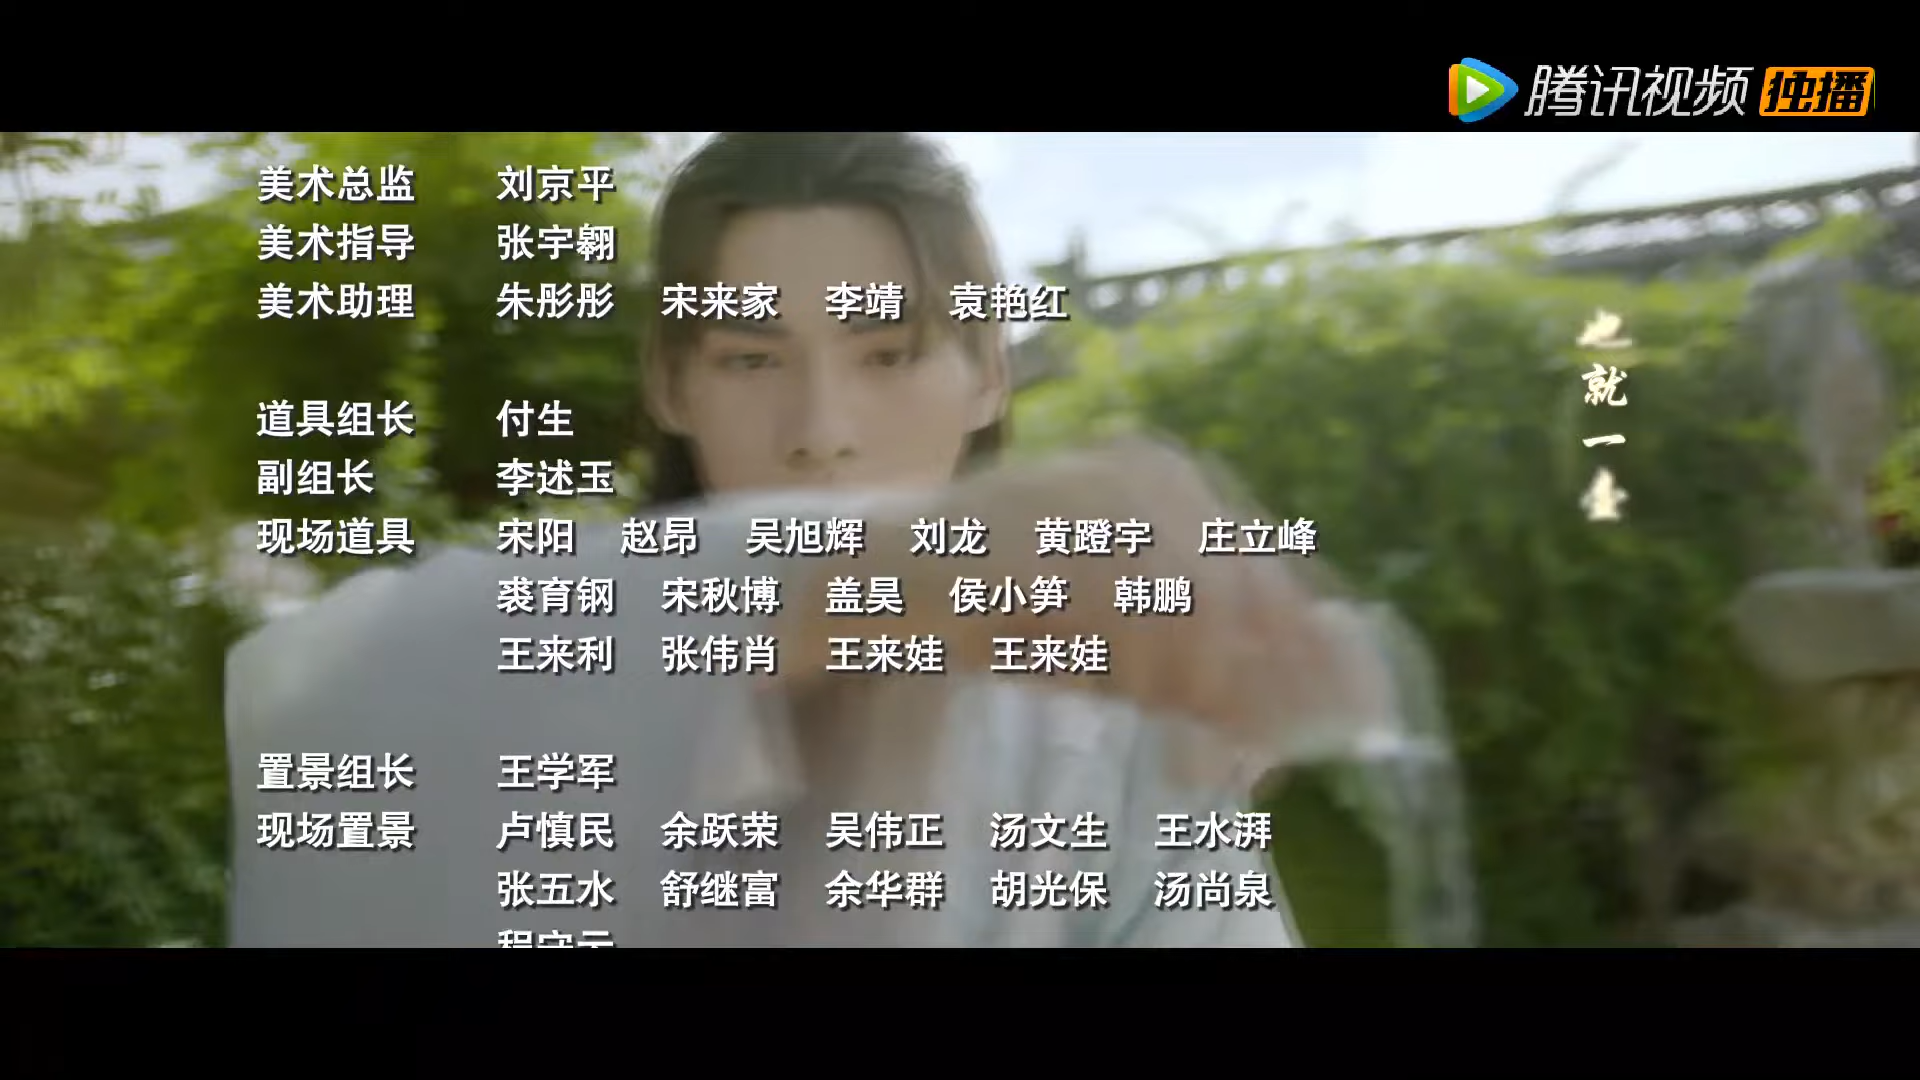 腾讯视频 独播
美术总监 刘京平
美术指导 张宇翱
美术助理 朱彤彤 宋来家 李靖 袁艳红
道具组长 付生
副组长 李述玉
现场道具 宋阳 赵昂 吴旭辉 刘龙 黄蹬宇 庄立峰
裘育钢 宋秋博 盖昊 侯小笋 韩鹏
王来利 张伟肖 王来娃 王来娃
置景组长 王学军
现场置景 卢慎民 余跃荣 吴伟正 汤文生 王水湃
张五水 舒继富 余华群 胡光保 汤尚泉
也就一生